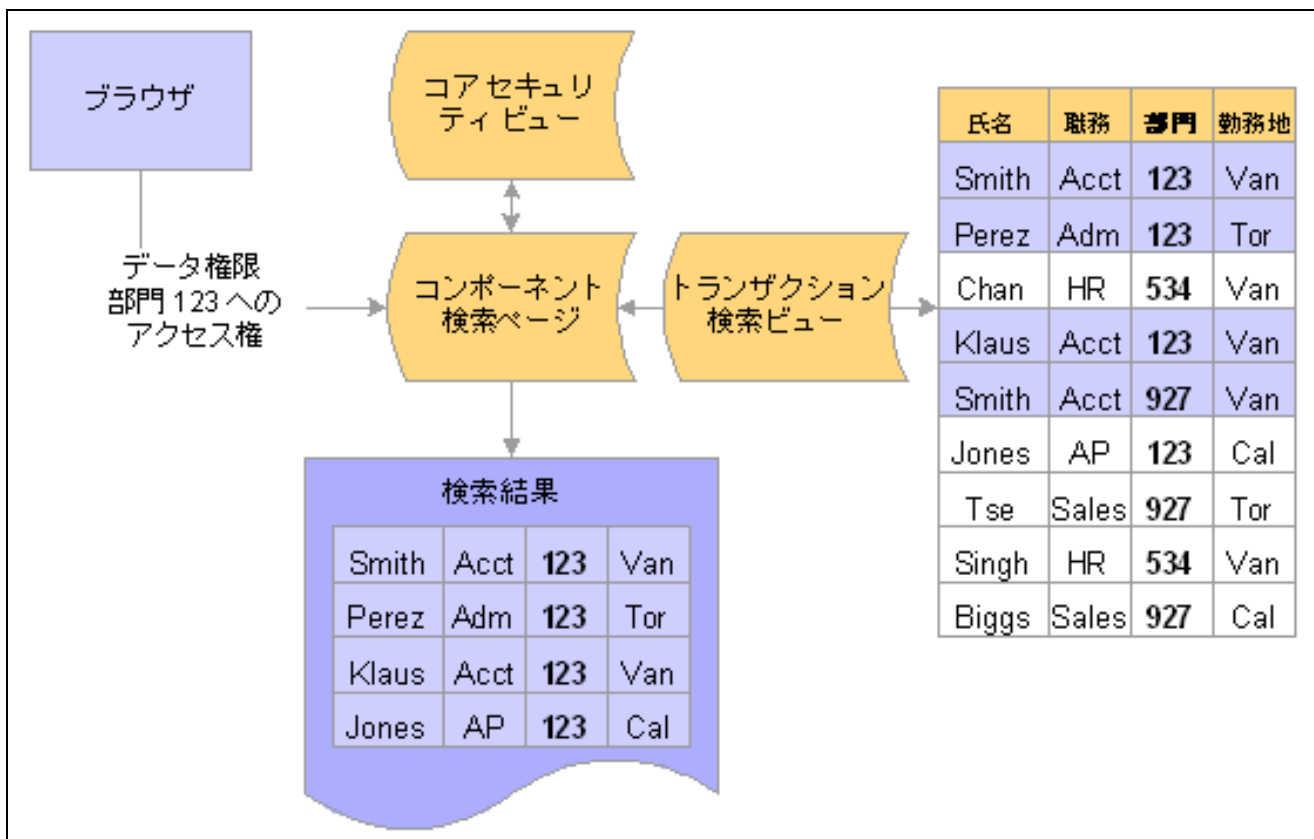 ブラウザ
コア セキュリ
ティ ビュー
データ権限
部門 123 への
アクセス権
コンポーネント
検索ページ
トランザクション
検索ビュー
氏名 職務 部門 勤務地
Smith Acct 123 Van
Perez Adm 123 Tor
Chan HR 534 Van
Klaus Acct 123 Van
Smith Acct 927 Van
Jones AP 123 Cal
Tse Sales 927 Tor
Singh HR 534 Van
Biggs Sales 927 Cal
検索結果
Smith Acct 123 Van
Perez Adm 123 Tor
Klaus Acct 123 Van
Jones AP 123 Cal